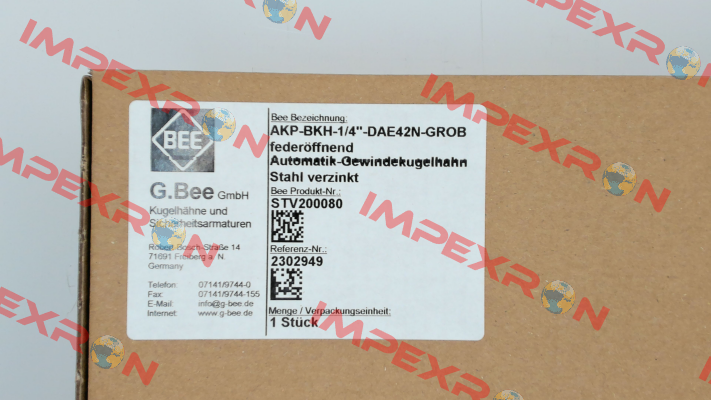 BEE
G.Bee GmbH
Kugelhähne und
Sicherheitsarmaturen
Robert-Bosch-Straße 14
71691 Freiberg a. N.
Germany
Telefon: 07141/9744-0
Fax: 07141/9744-155
E-Mail: info@g-bee.de
Internet: www.g-bee.de
Bee Bezeichnung:
AKP-BKH-1/4"-DAE42N-GROB
federöffnend
Automatik-Gewindekugelhahn
Stahl verzinkt
Bee Produkt-Nr.:
STV200080
Referenz-Nr.:
2302949
Menge / Verpackungseinheit:
1 Stück
IMPEXRON
IMPEXRON
IMPEXRON
IMPEXRON
IMPEXRON
IMPEXRON